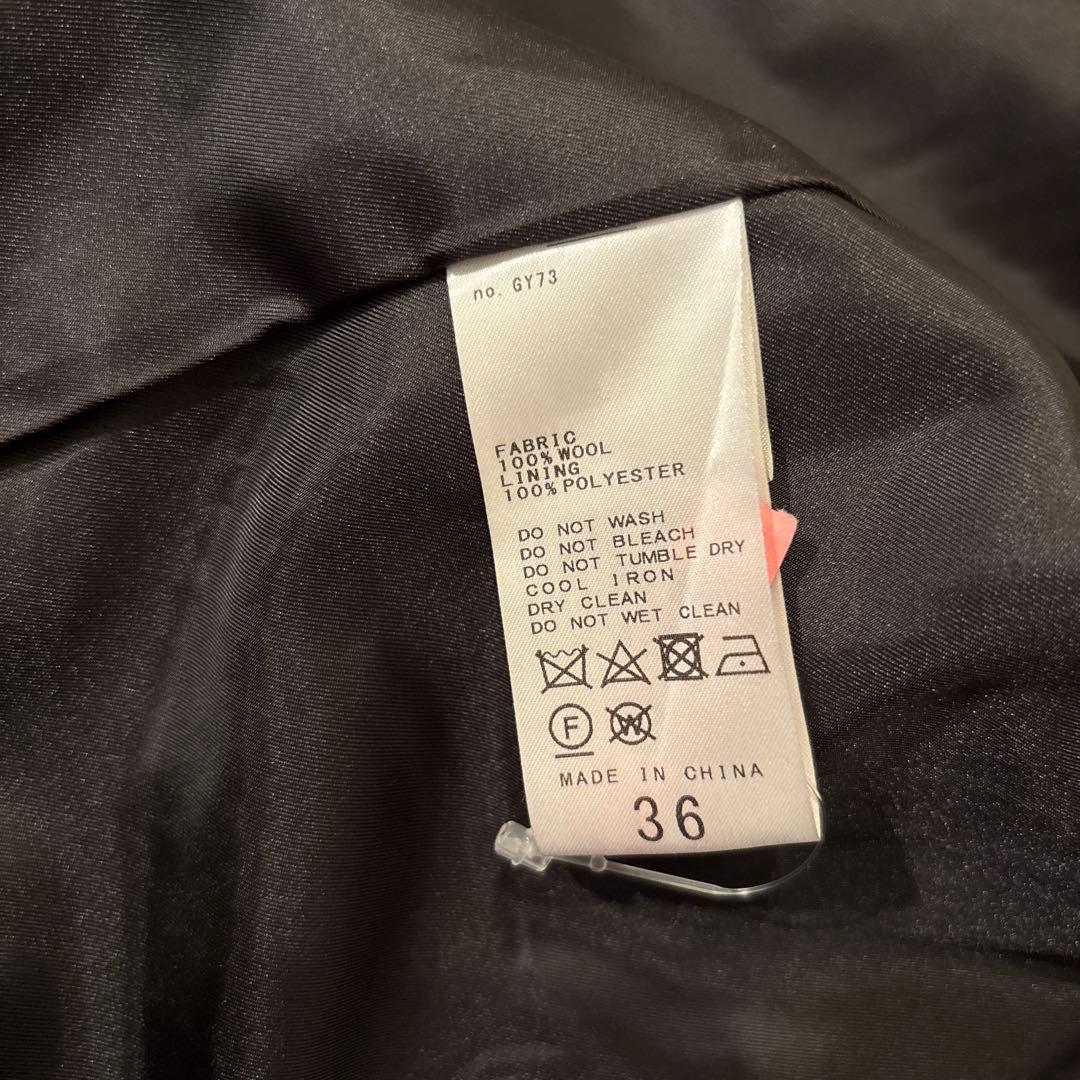 no. GY73
FABRIC
100% WOOL
LINING
100% POLYESTER
DO NOT WASH
DO NOT BLEACH
DO NOT TUMBLE DRY
COOL IRON
DRY CLEAN
DO NOT WET CLEAN
F W
MADE IN CHINA
36